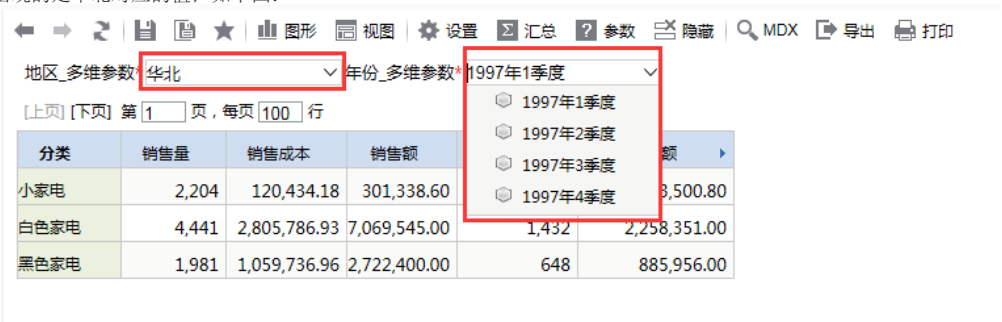 图形 视图 设置 汇总 参数 隐藏 MDX 导出 打印
地区_多维参数* 华北 年份_多维参数* 1997年1季度
1997年1季度
1997年2季度
1997年3季度
1997年4季度
[上页] [下页] 第 1 页,每页 100 行
分类 销售量 销售成本 销售额 额
小家电 2,204 120,434.18 301,338.60 3,500.80
白色家电 4,441 2,805,786.93 7,069,545.00 1,432 2,258,351.00
黑色家电 1,981 1,059,736.96 2,722,400.00 648 885,956.00